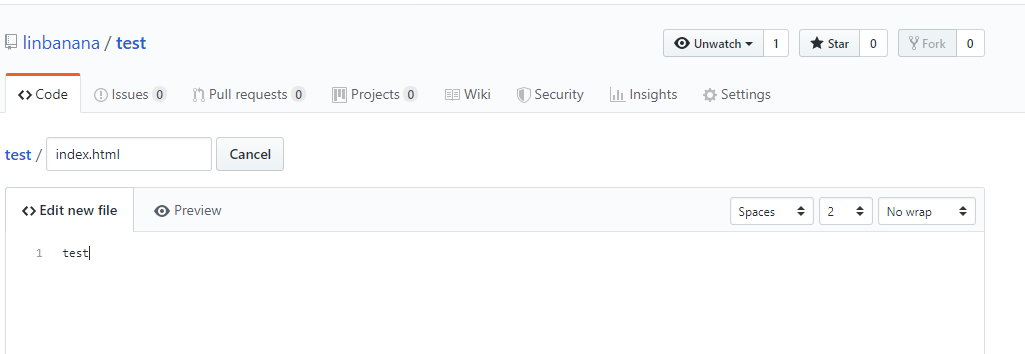 linbanana / test
Unwatch 1 Star 0 Fork 0
Code Issues 0 Pull requests 0 Projects 0 Wiki Security Insights Settings
test / index.html Cancel
Edit new file Preview Spaces 2 No wrap
1 test